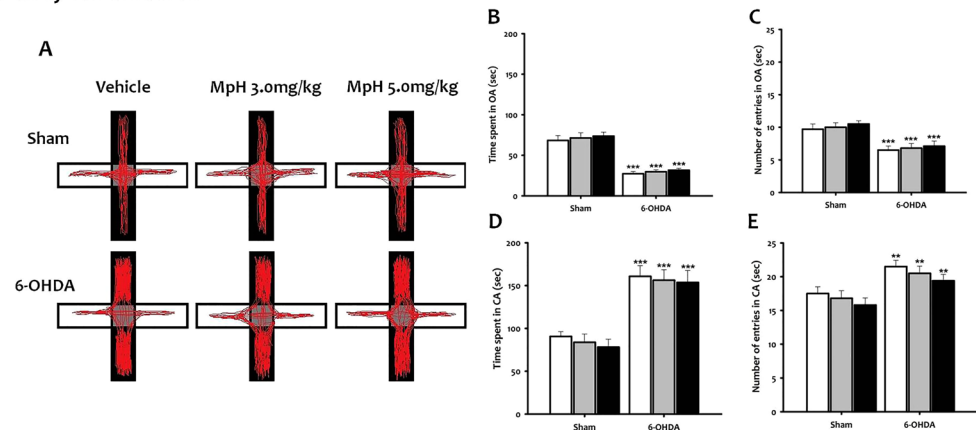 A
Vehicle MpH 3.0mg/kg MpH 5.0mg/kg
Sham
6-OHDA
B
Time spent in OA (sec)
200
150
100
50
0
*** *** ***
Sham 6-OHDA
C
Number of entries in OA (sec)
25
20
15
10
5
0
*** *** ***
Sham 6-OHDA
D
Time spent in CA (sec)
200
150
100
50
0
*** *** ***
Sham 6-OHDA
E
Number of entries in CA (sec)
25
20
15
10
5
0
** ** **
Sham 6-OHDA